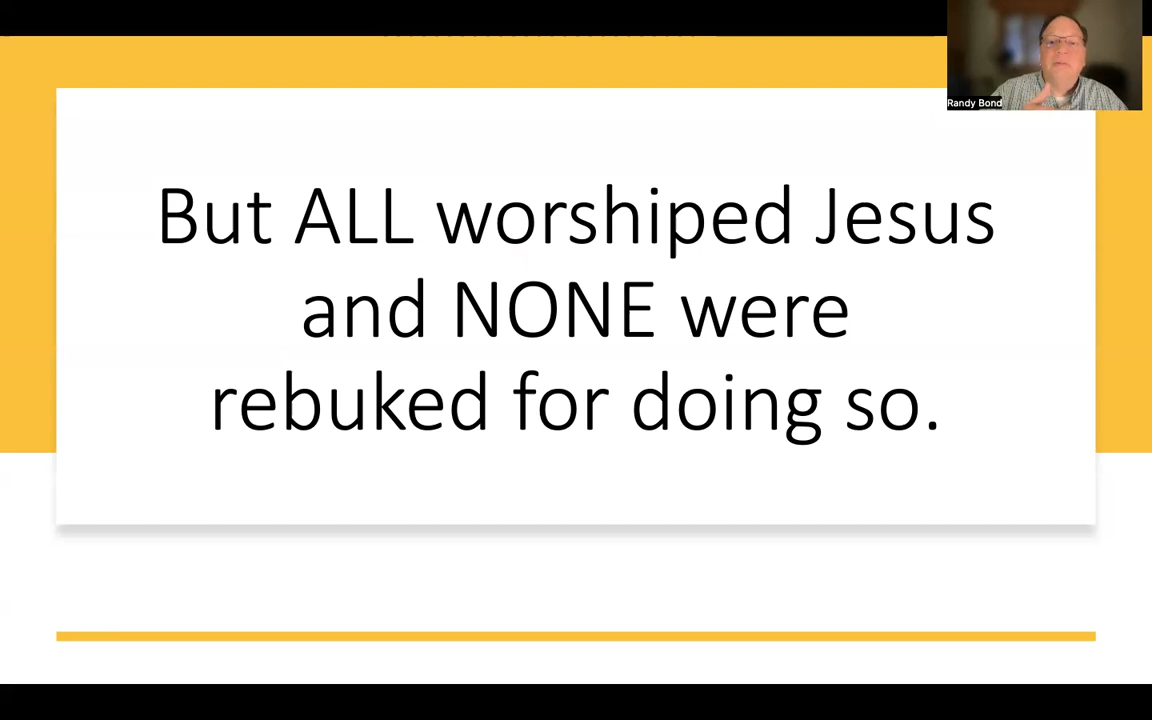 Randy Bond
But ALL worshiped Jesus
and NONE were
rebuked for doing so.